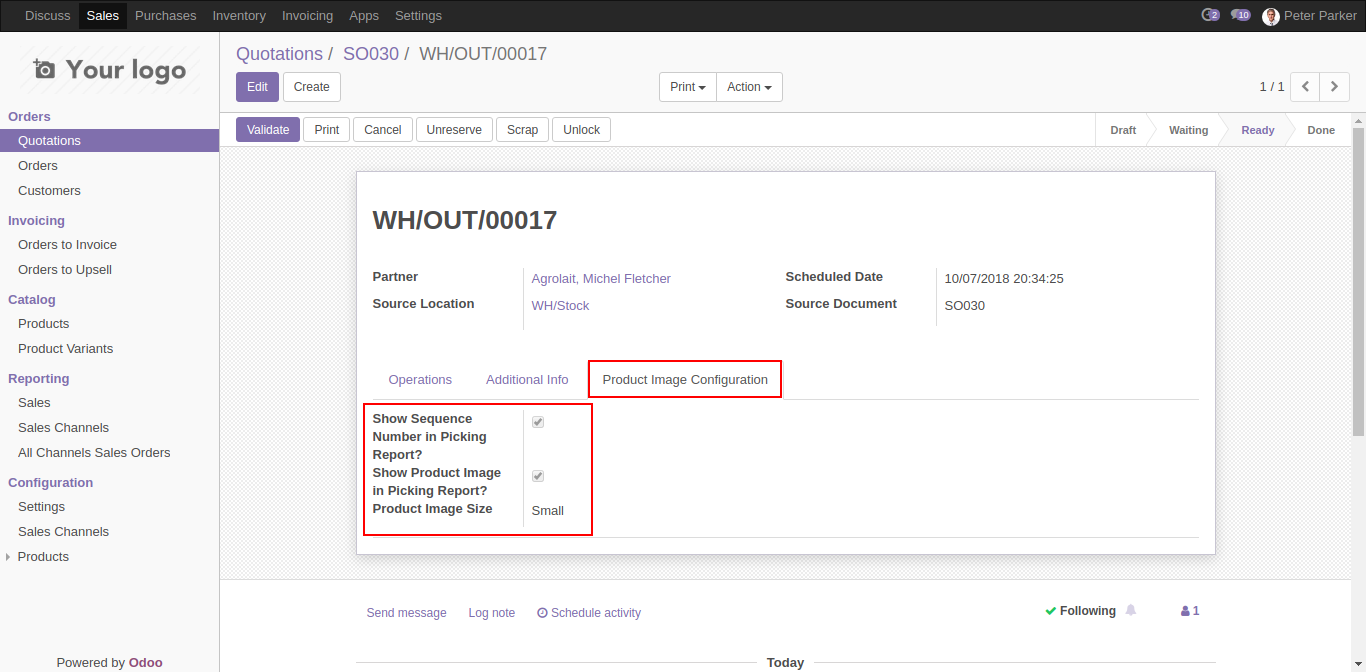 Discuss Sales Purchases Inventory Invoicing Apps Settings 2 10 Peter Parker
Your logo
Orders
Quotations
Orders
Customers
Invoicing
Orders to Invoice
Orders to Upsell
Catalog
Products
Product Variants
Reporting
Sales
Sales Channels
All Channels Sales Orders
Configuration
Settings
Sales Channels
Products
Powered by Odoo
Quotations / SO030 / WH/OUT/00017
Edit Create Print Action 1 / 1
Validate Print Cancel Unreserve Scrap Unlock Draft Waiting Ready Done
WH/OUT/00017
Partner Agrolait, Michel Fletcher Scheduled Date 10/07/2018 20:34:25
Source Location WH/Stock Source Document SO030
Operations Additional Info Product Image Configuration
Show Sequence
Number in Picking
Report?
Show Product Image
in Picking Report?
Product Image Size Small
Send message Log note Schedule activity Following 1
Today